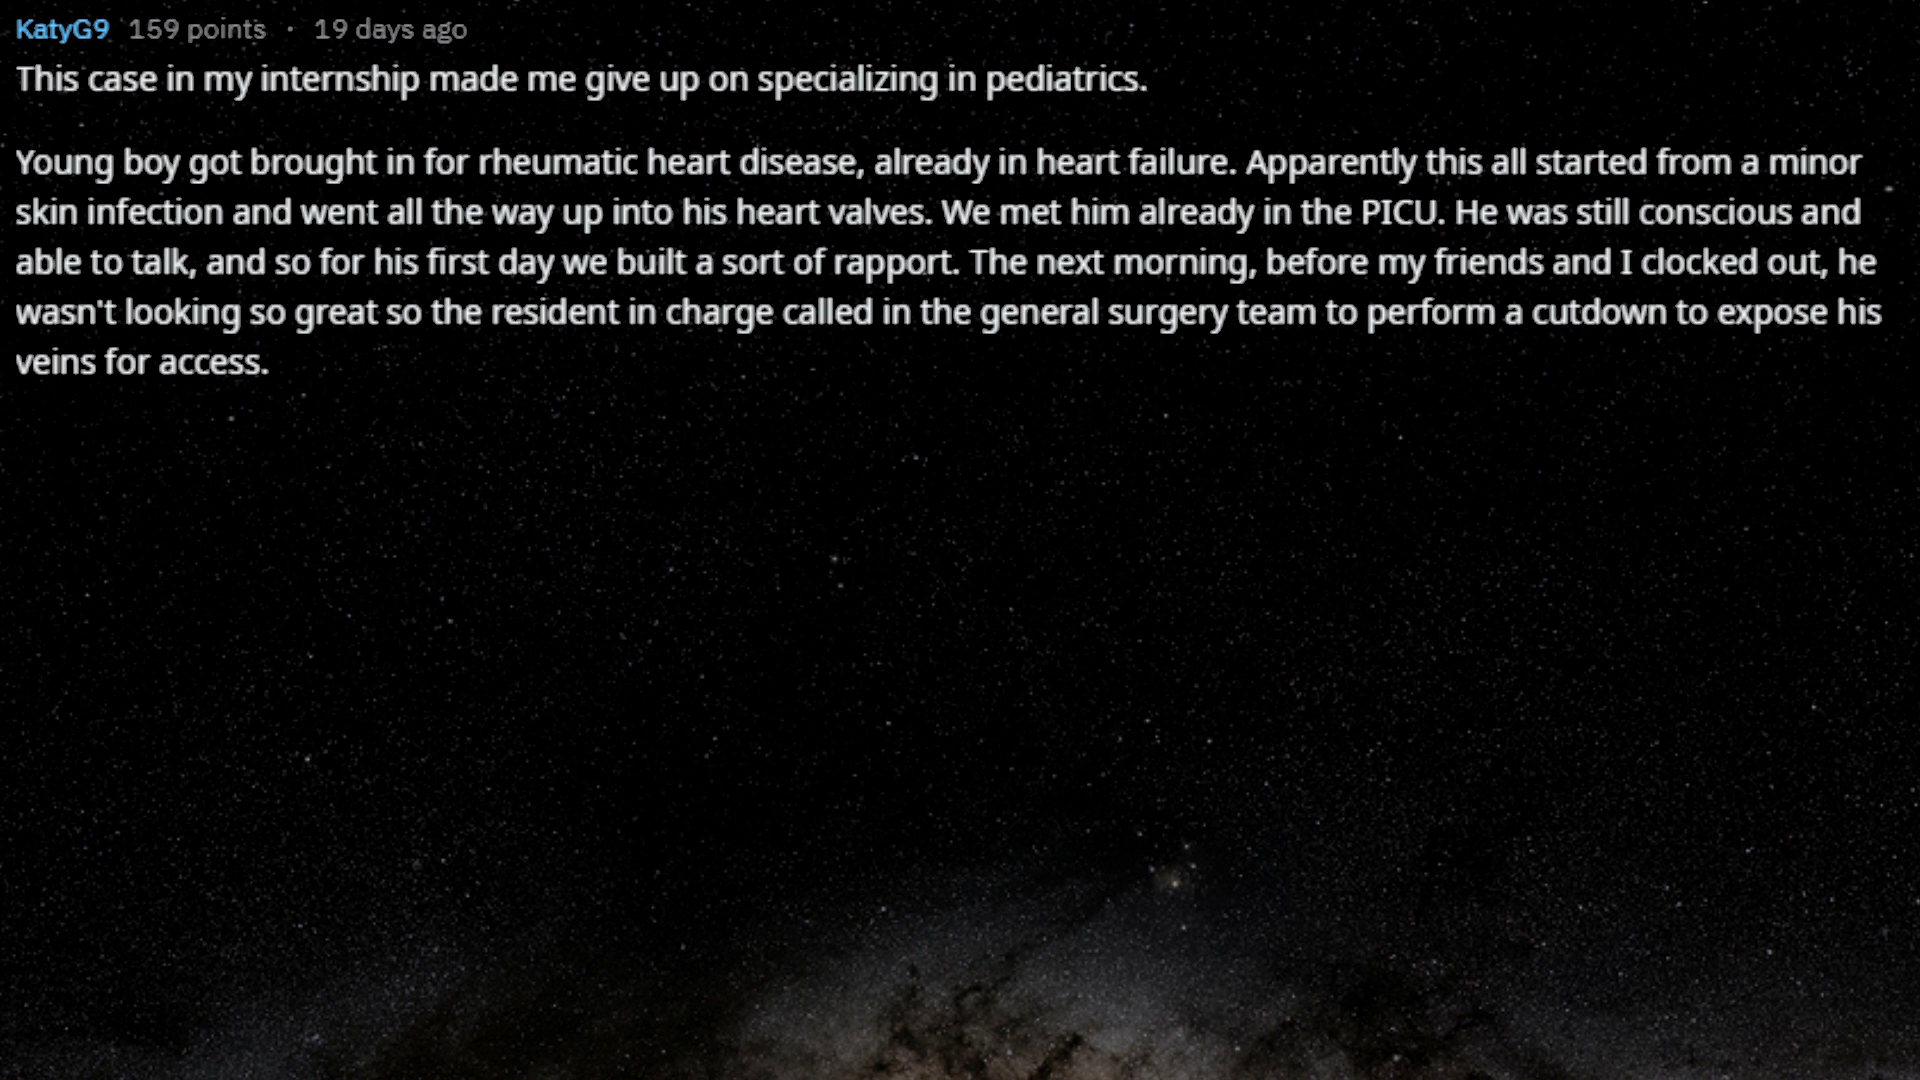 KatyG9 159 points · 19 days ago
This case in my internship made me give up on specializing in pediatrics.
Young boy got brought in for rheumatic heart disease, already in heart failure. Apparently this all started from a minor
skin infection and went all the way up into his heart valves. We met him already in the PICU. He was still conscious and
able to talk, and so for his first day we built a sort of rapport. The next morning, before my friends and I clocked out, he
wasn't looking so great so the resident in charge called in the general surgery team to perform a cutdown to expose his
veins for access.